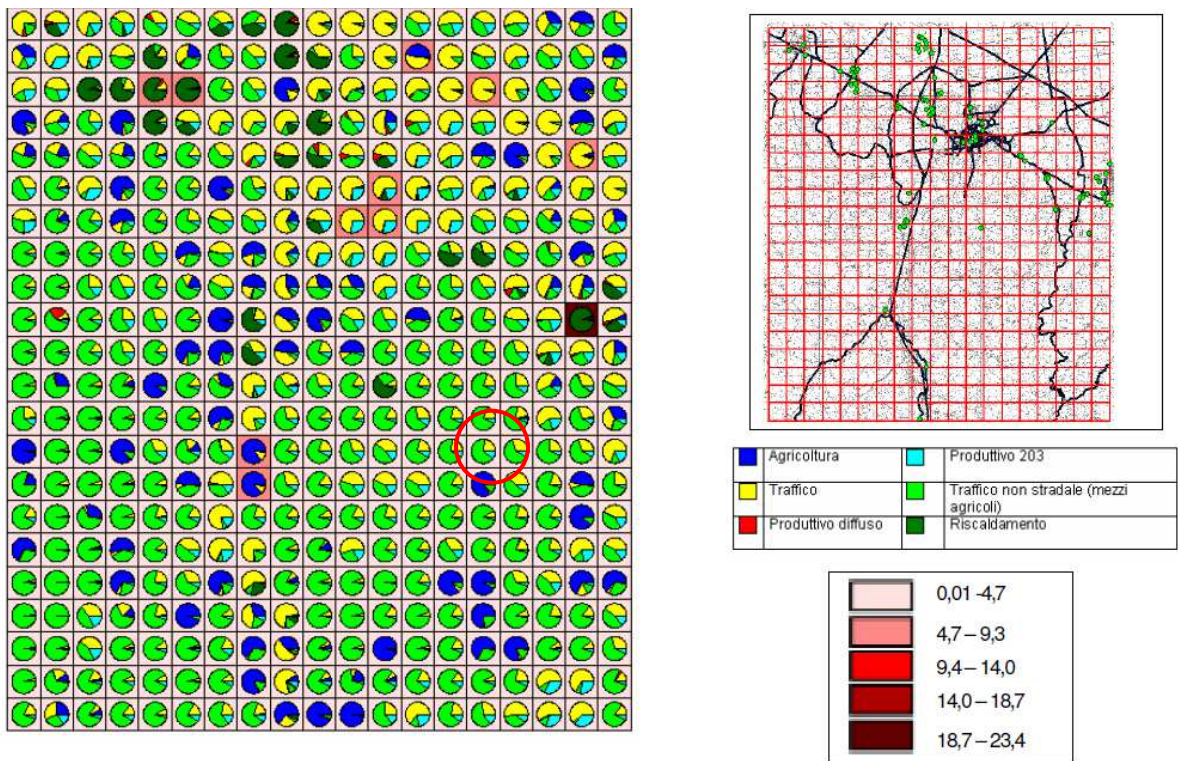 Agricoltura
Produttivo 203
Traffico
Traffico non stradale (mezzi
agricoli)
Produttivo diffuso
Riscaldamento
0,01 -4,7
4,7 – 9,3
9,4 – 14,0
14,0 – 18,7
18,7 – 23,4